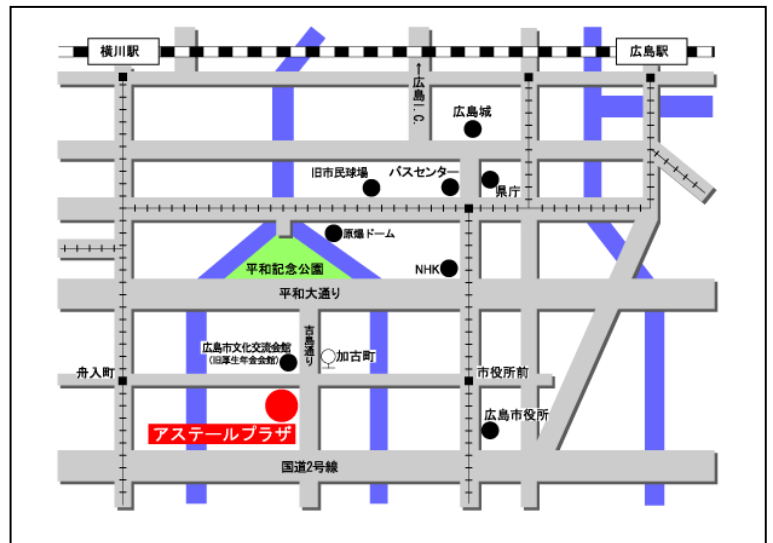 横川駅
広島駅
←広島I.C.
広島城
旧市民球場
バスセンター
県庁
原爆ドーム
平和記念公園
NHK
平和大通り
吉島通り
広島市文化交流会館
(旧厚生年金会館)
加古町
舟入町
市役所前
アステールプラザ
広島市役所
国道2号線